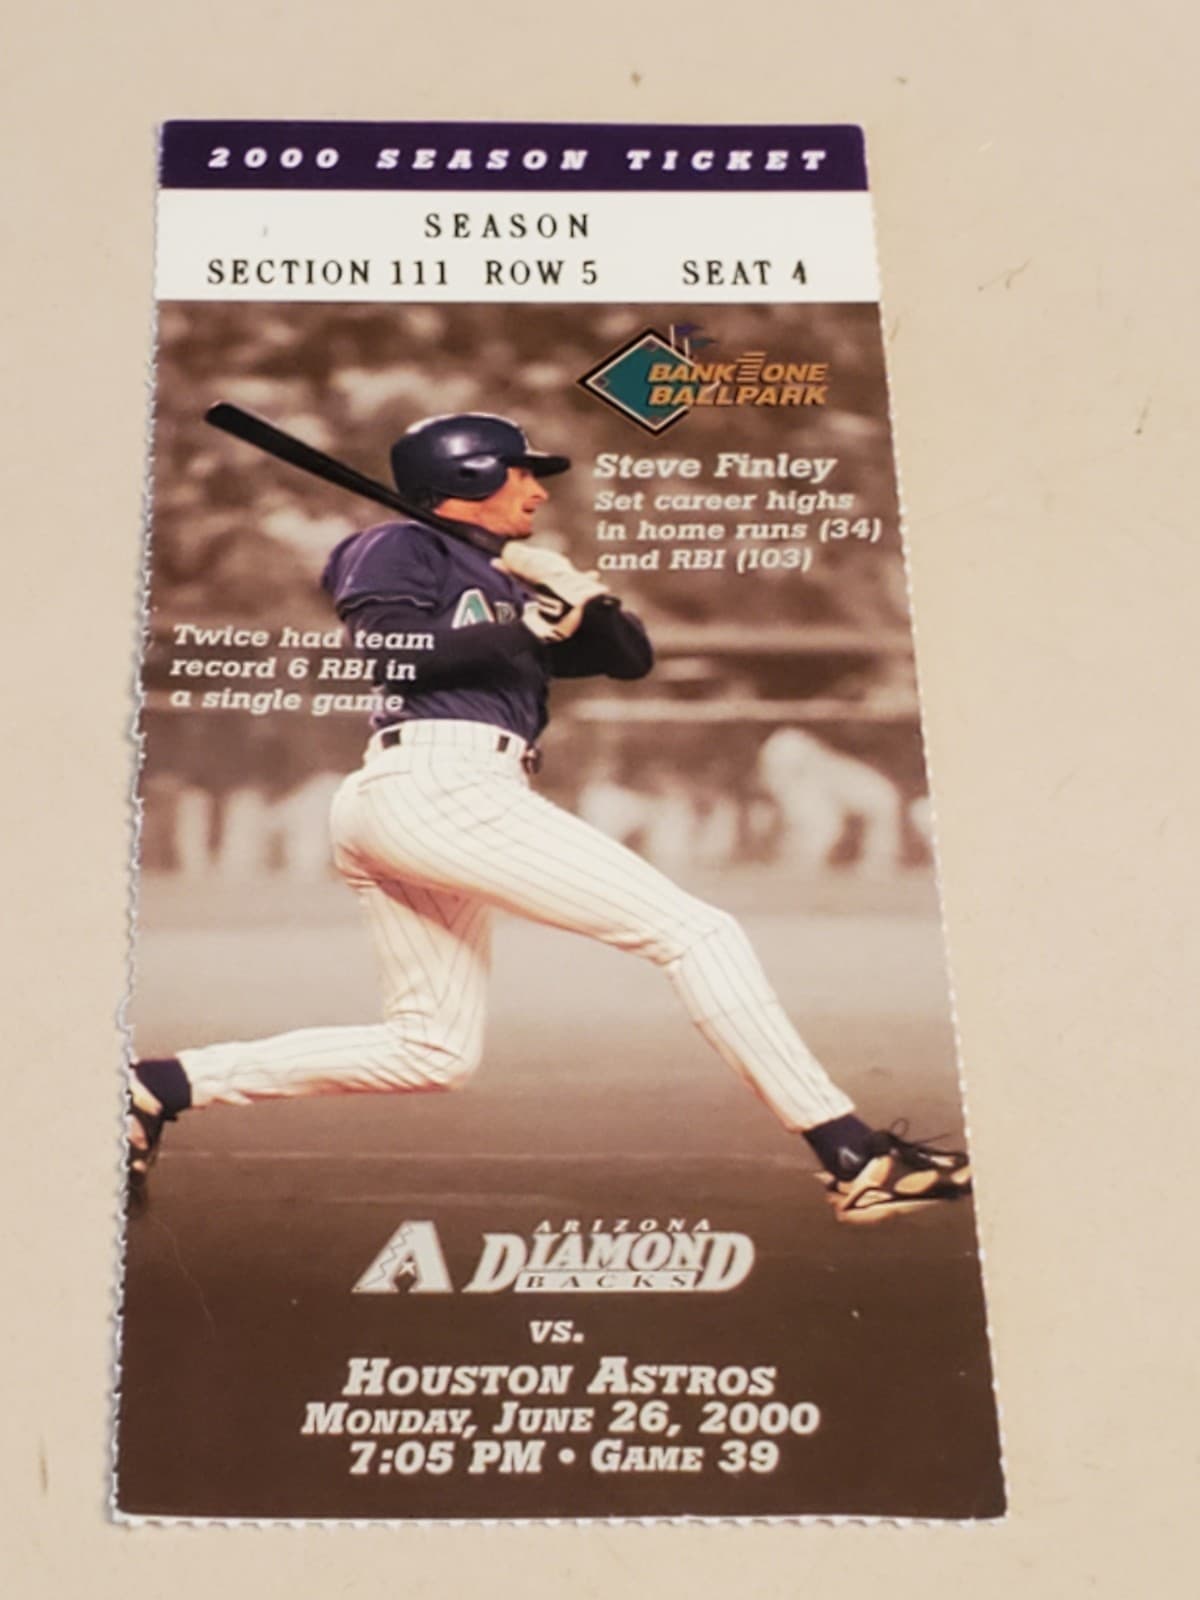 2000 SEASON TICKET
SEASON
SECTION 111 ROW 5 SEAT 4
BANK ONE
BALLPARK
Steve Finley
Set career highs
in home runs (34)
and RBI (103)
Twice had team
record 6 RBI in
a single game
A
ARIZONA
DIAMOND
BACKS
vs.
HOUSTON ASTROS
MONDAY, JUNE 26, 2000
7:05 PM • GAME 39